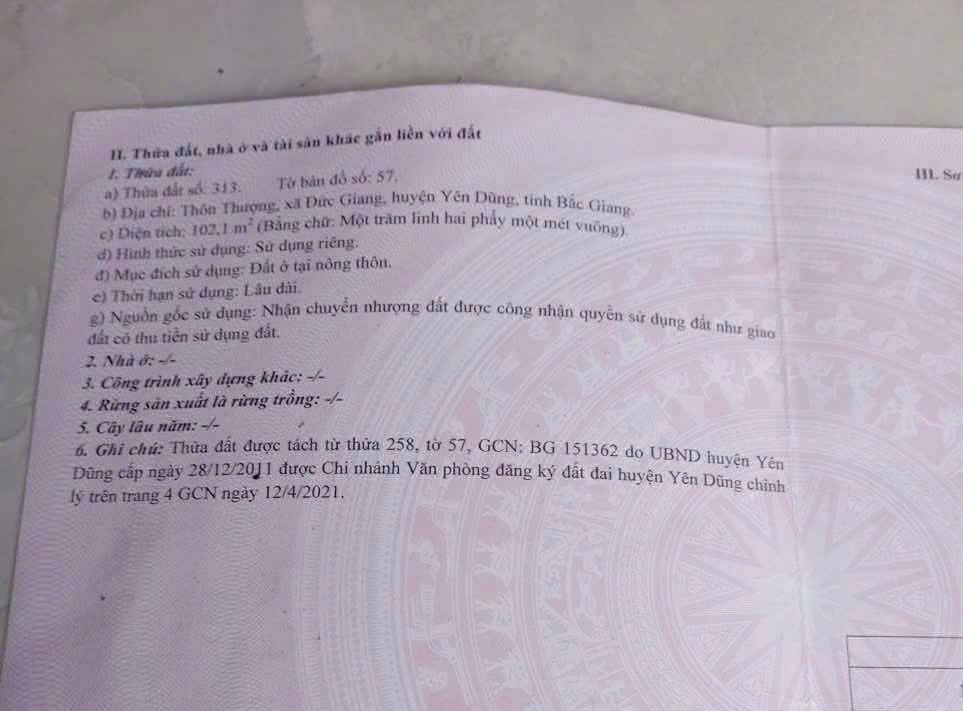 II. Thửa đất, nhà ở và tài sản khác gắn liền với đất
1. Thửa đất:
a) Thửa đất số: 313. Tờ bản đồ số: 57.
b) Địa chỉ: Thôn Thượng, xã Đức Giang, huyện Yên Dũng, tỉnh Bắc Giang.
c) Diện tích: 102,1 m² (Bằng chữ: Một trăm linh hai phẩy một mét vuông).
d) Hình thức sử dụng: Sử dụng riêng.
đ) Mục đích sử dụng: Đất ở tại nông thôn.
e) Thời hạn sử dụng: Lâu dài.
g) Nguồn gốc sử dụng: Nhận chuyển nhượng đất được công nhận quyền sử dụng đất như giao
đất có thu tiền sử dụng đất.
2. Nhà ở: -/-
3. Công trình xây dựng khác: -/-
4. Rừng sản xuất là rừng trồng: -/-
5. Cây lâu năm: -/-
6. Ghi chú: Thửa đất được tách từ thửa 258, tờ 57, GCN: BG 151362 do UBND huyện Yên
Dũng cấp ngày 28/12/2011 được Chi nhánh Văn phòng đăng ký đất đai huyện Yên Dũng chỉnh
lý trên trang 4 GCN ngày 12/4/2021.
III. Sơ